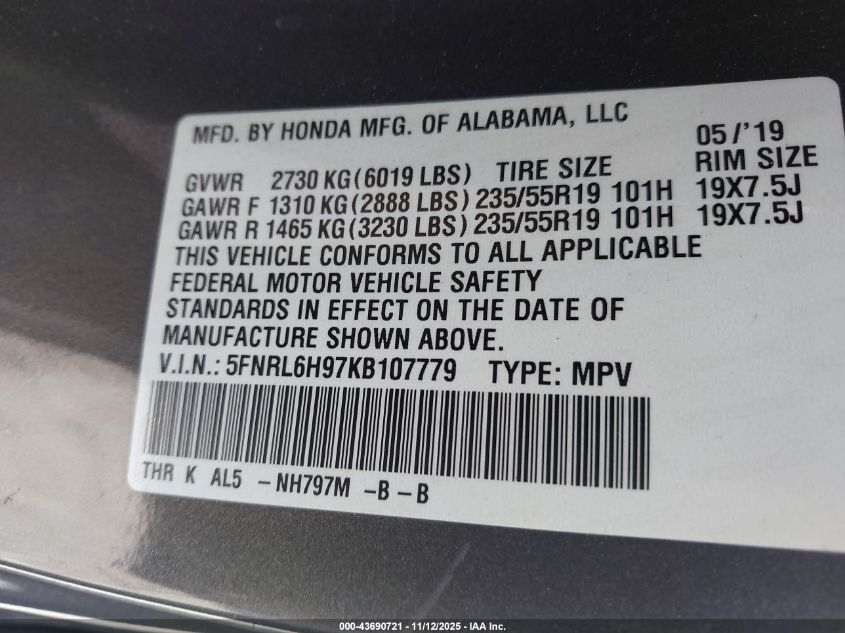 MFD. BY HONDA MFG. OF ALABAMA, LLC 05/'19
GVWR 2730 KG(6019 LBS) TIRE SIZE RIM SIZE
GAWR F 1310 KG(2888 LBS) 235/55R19 101H 19X7.5J
GAWR R 1465 KG(3230 LBS) 235/55R19 101H 19X7.5J
THIS VEHICLE CONFORMS TO ALL APPLICABLE
FEDERAL MOTOR VEHICLE SAFETY
STANDARDS IN EFFECT ON THE DATE OF
MANUFACTURE SHOWN ABOVE.
V.I.N.: 5FNRL6H97KB107779 TYPE: MPV
THR K AL5 -NH797M -B-B
000-43690721 - 11/12/2025 - IAA Inc.